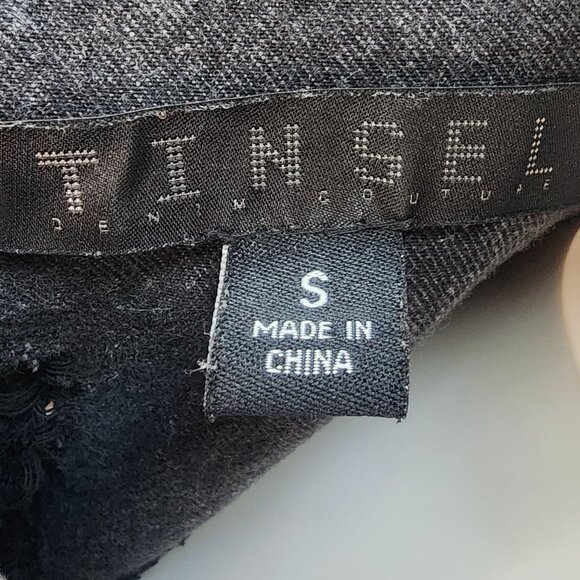 TINSEL
DENIM COUTURE
S
MADE IN
CHINA